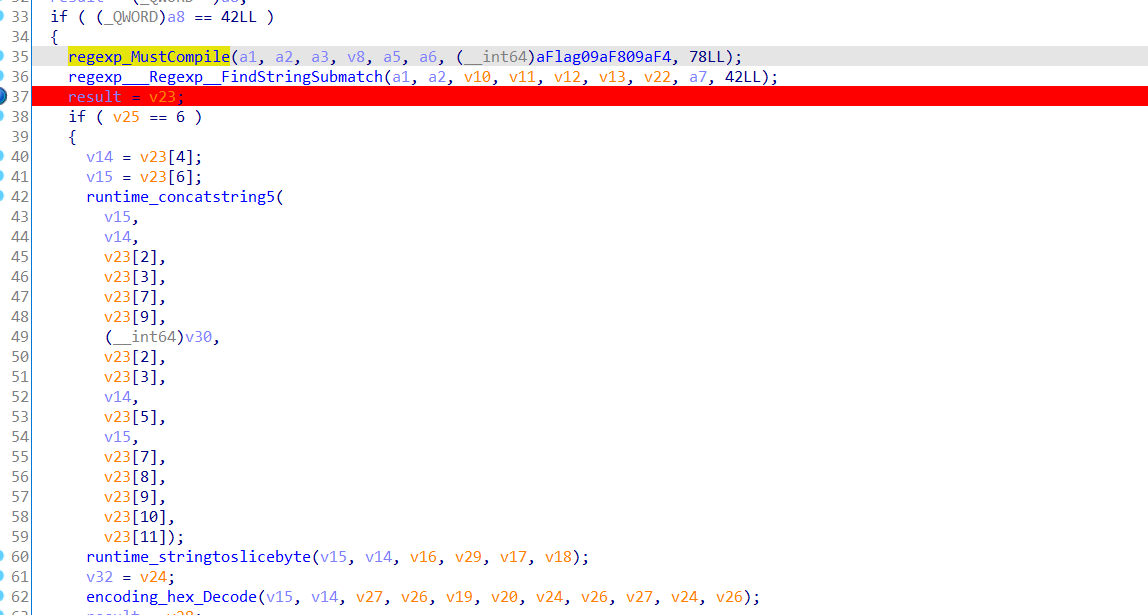 33 if ( (_QWORD)a8 == 42LL )
34 {
35 regexp_MustCompile(a1, a2, a3, v8, a5, a6, (__int64)aFlag09aF809aF4, 78LL);
36 regexp___Regexp__FindStringSubmatch(a1, a2, v10, v11, v12, v13, v22, a7, 42LL);
37 result = v23;
38 if ( v25 == 6 )
39 {
40 v14 = v23[4];
41 v15 = v23[6];
42 runtime_concatstring5(
43 v15,
44 v14,
45 v23[2],
46 v23[3],
47 v23[7],
48 v23[9],
49 (__int64)v30,
50 v23[2],
51 v23[3],
52 v14,
53 v23[5],
54 v15,
55 v23[7],
56 v23[8],
57 v23[9],
58 v23[10],
59 v23[11]);
60 runtime_stringtoslicebyte(v15, v14, v16, v29, v17, v18);
61 v32 = v24;
62 encoding_hex_Decode(v15, v14, v27, v26, v19, v20, v24, v26, v27, v24, v26);